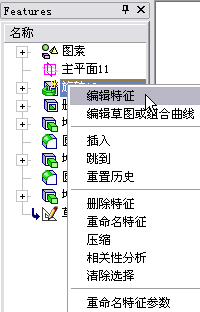 Features
名称
图素
主平面11
编辑特征
编辑草图或组合曲线
插入
跳到
重置历史
删除特征
重命名特征
压缩
相关性分析
清除选择
重命名特征参数